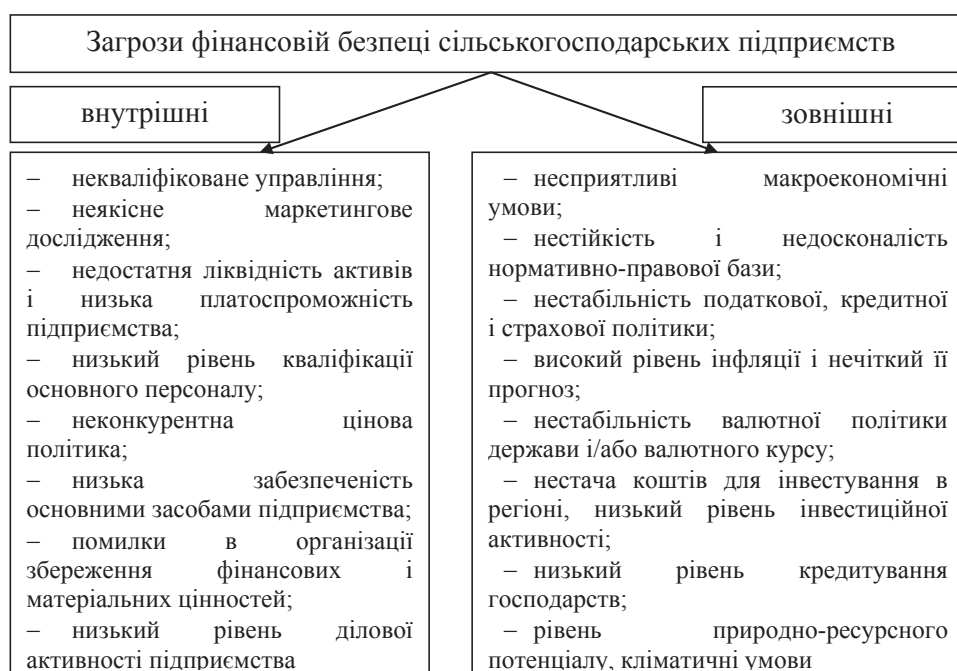 Загрози фінансовій безпеці сільськогосподарських підприємств
внутрішні
зовнішні
– некваліфіковане управління;
– неякісне маркетингове
дослідження;
– недостатня ліквідність активів
і низька платоспроможність
підприємства;
– низький рівень кваліфікації
основного персоналу;
– неконкурентна цінова
політика;
– низька забезпеченість
основними засобами підприємства;
– помилки в організації
збереження фінансових і
матеріальних цінностей;
– низький рівень ділової
активності підприємства
– несприятливі макроекономічні
умови;
– нестійкість і недосконалість
нормативно-правової бази;
– нестабільність податкової, кредитної
і страхової політики;
– високий рівень інфляції і нечіткий її
прогноз;
– нестабільність валютної політики
держави і/або валютного курсу;
– нестача коштів для інвестування в
регіоні, низький рівень інвестиційної
активності;
– низький рівень кредитування
господарств;
– рівень природно-ресурсного
потенціалу, кліматичні умови